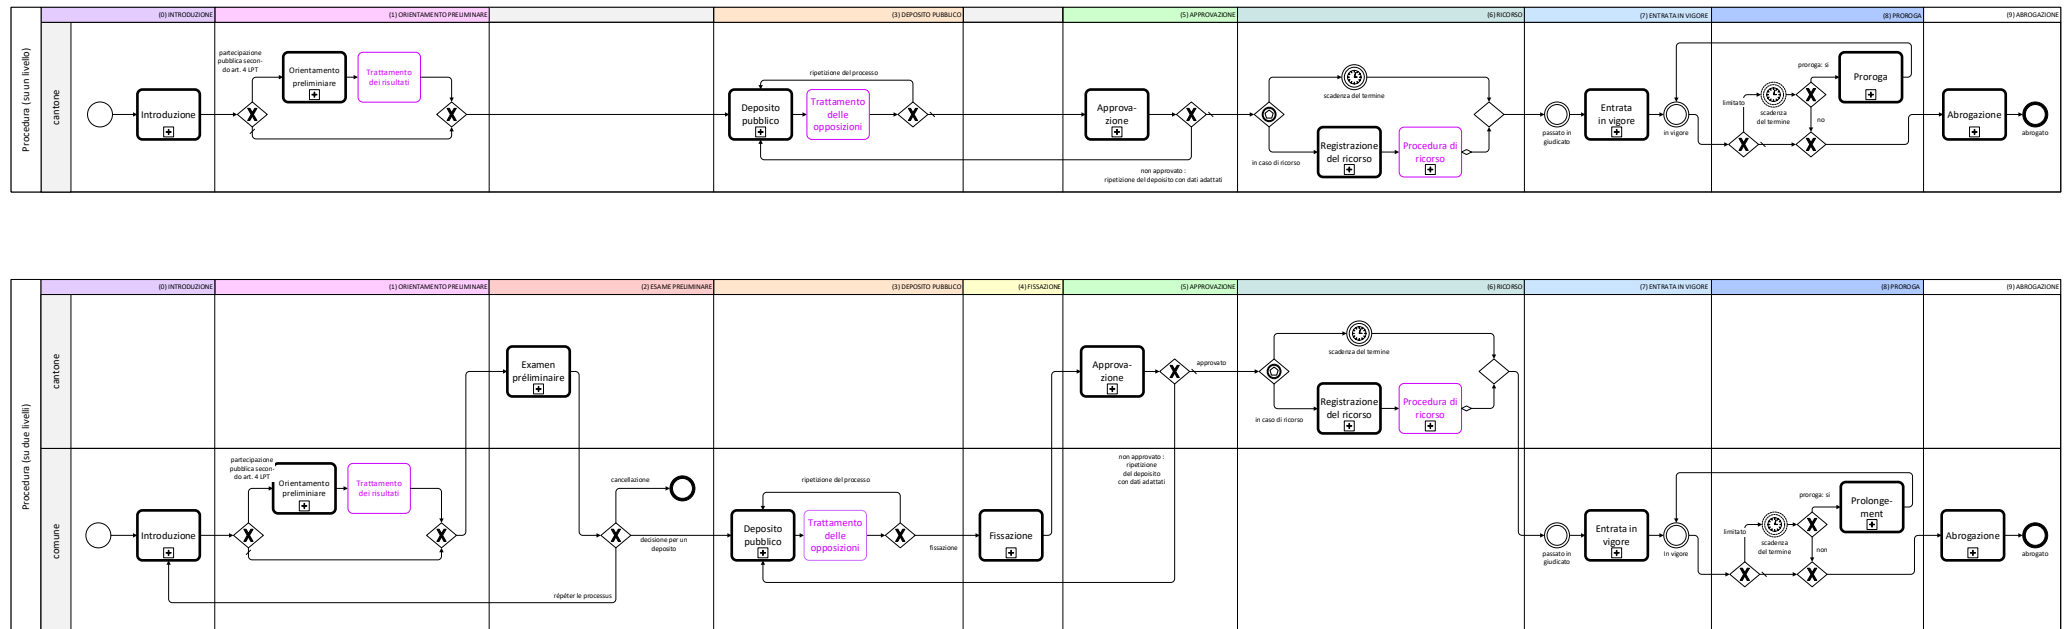 (0) INTRODUZIONE
(1) ORIENTAMENTO PRELIMINARE
(3) DEPOSITO PUBBLICO
(5) APPROVAZIONE
(6) RICORSO
(7) ENTRATA IN VIGORE
(8) PROROGA
(9) ABROGAZIONE
Procedura (su un livello)
cantone
Introduzione
partecipazione
pubblica secon-
do art. 4 LPT
Orientamento
preliminiare
Trattamento
dei risultati
Deposito
pubblico
Trattamento
delle
opposizioni
ripetizione del processo
Approva-
zione
non approvato :
ripetizione del deposito con dati adattati
scadenza del termine
in caso di ricorso
Registrazione
del ricorso
Procedura di
ricorso
passato in
giudicato
Entrata
in vigore
in vigore
limitato
scadenza
del termine
proroga: si
no
Proroga
Abrogazione
abrogato
(0) INTRODUZIONE
(1) ORIENTAMENTO PRELIMINARE
(2) ESAME PRELIMINARE
(3) DEPOSITO PUBBLICO
(4) FISSAZIONE
(5) APPROVAZIONE
(6) RICORSO
(7) ENTRATA IN VIGORE
(8) PROROGA
(9) ABROGAZIONE
Procedura (su due livelli)
cantone
Examen
préliminaire
Approva-
zione
approvato
scadenza del termine
in caso di ricorso
Registrazione
del ricorso
Procedura di
ricorso
comune
Introduzione
partecipazione
pubblica secon-
do art. 4 LPT
Orientamento
preliminiare
Trattamento
dei risultati
cancellazione
decisione per un
deposito
répéter le processus
Deposito
pubblico
Trattamento
delle
opposizioni
ripetizione del processo
fissazione
Fissazione
non approvato :
ripetizione
del deposito
con dati adattati
passato in
giudicato
Entrata in
vigore
In vigore
limitato
scadenza
del termine
proroga: si
non
Prolonge-
ment
Abrogazione
abrogato